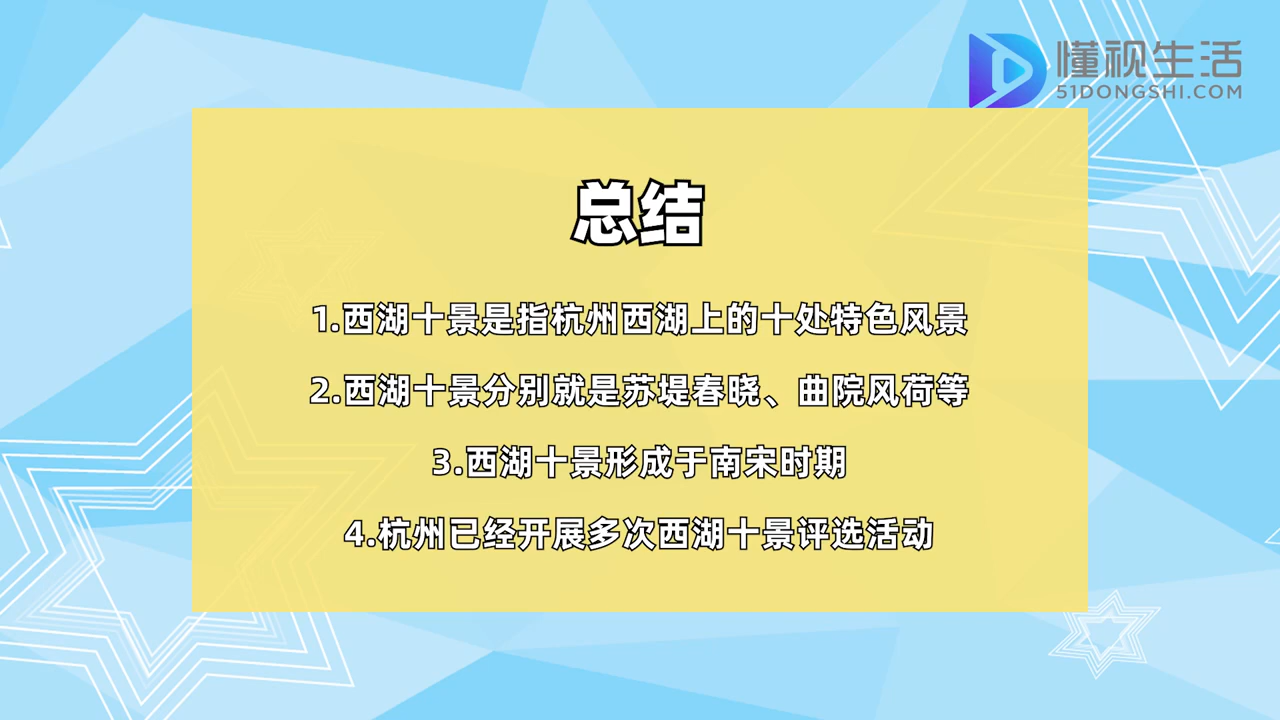 懂视生活
51DONGSHI.COM
总结
1.西湖十景是指杭州西湖上的十处特色风景
2.西湖十景分别就是苏堤春晓、曲院风荷等
3.西湖十景形成于南宋时期
4.杭州已经开展多次西湖十景评选活动